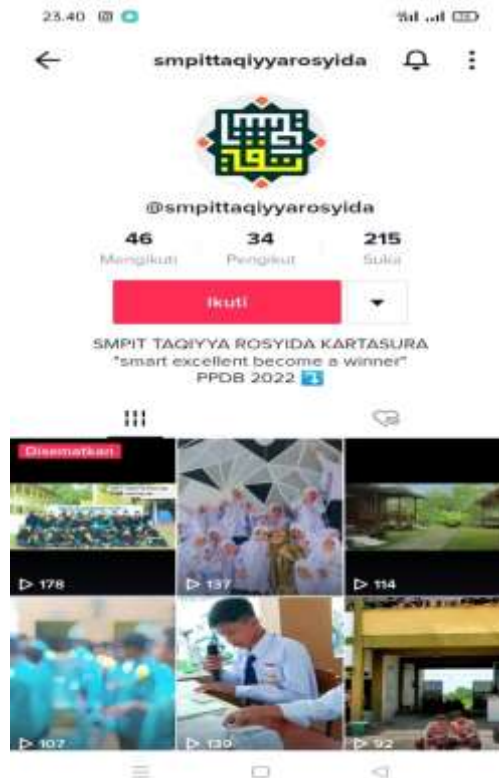 23.40
smpittaqiyyarosyida
@smpittaqiyyarosyida
46 34 215
Mengikuti Pengikut Suka
Ikuti
SMPIT TAQIYYA ROSYIDA KARTASURA
"smart excellent become a winner"
PPDB 2022
Disematkan
178 137 114
107 139 92